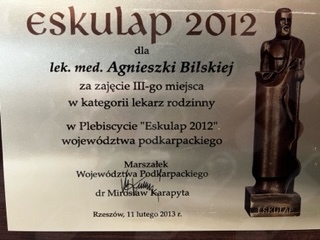 ESKULAP 2012
dla
lek. med. Agnieszki Bilskiej
za zajęcie III-go miejsca
w kategorii lekarz rodzinny
w Plebiscycie "Eskulap 2012"
województwa podkarpackiego
Marszałek
Województwa Podkarpackiego
dr Mirosław Karapyta
Rzeszów, 11 lutego 2013 r.
ESKULAP